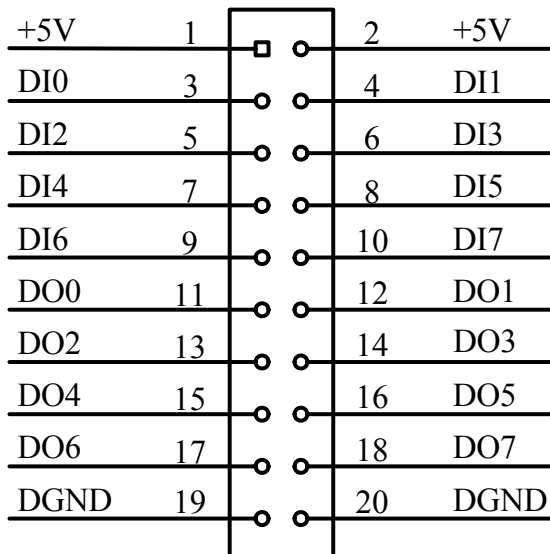 +5V 1 2 +5V
DI0 3 4 DI1
DI2 5 6 DI3
DI4 7 8 DI5
DI6 9 10 DI7
DO0 11 12 DO1
DO2 13 14 DO3
DO4 15 16 DO5
DO6 17 18 DO7
DGND 19 20 DGND